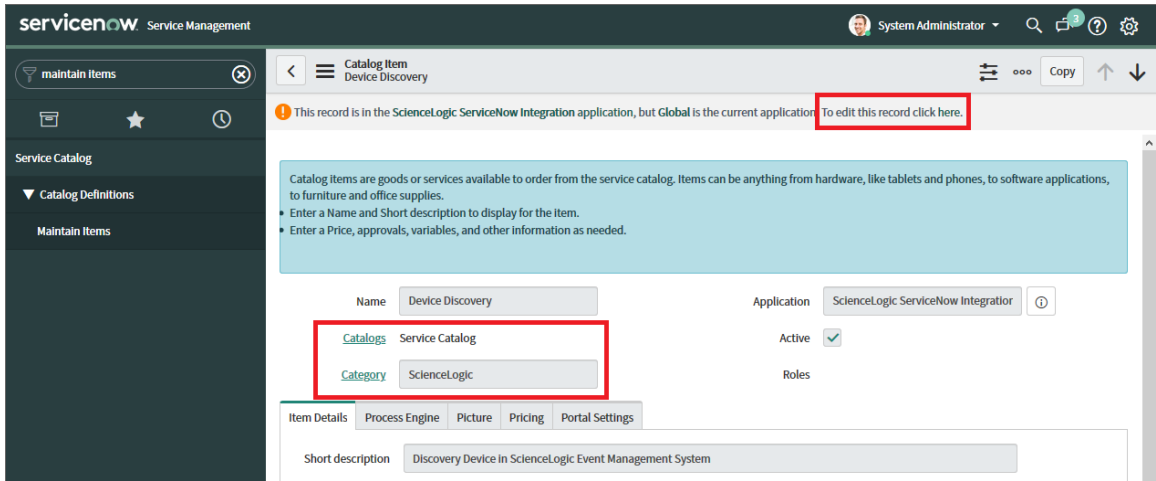 servicenow Service Management
System Administrator
3
maintain items
Catalog Item
Device Discovery
Copy
This record is in the ScienceLogic ServiceNow Integration application, but Global is the current application. To edit this record click here.
Service Catalog
Catalog Definitions
Maintain Items
Catalog items are goods or services available to order from the service catalog. Items can be anything from hardware, like tablets and phones, to software applications,
to furniture and office supplies.
• Enter a Name and Short description to display for the item.
• Enter a Price, approvals, variables, and other information as needed.
Name Device Discovery
Application ScienceLogic ServiceNow Integration
Catalogs Service Catalog
Active
Category ScienceLogic
Roles
Item Details Process Engine Picture Pricing Portal Settings
Short description Discovery Device in ScienceLogic Event Management System